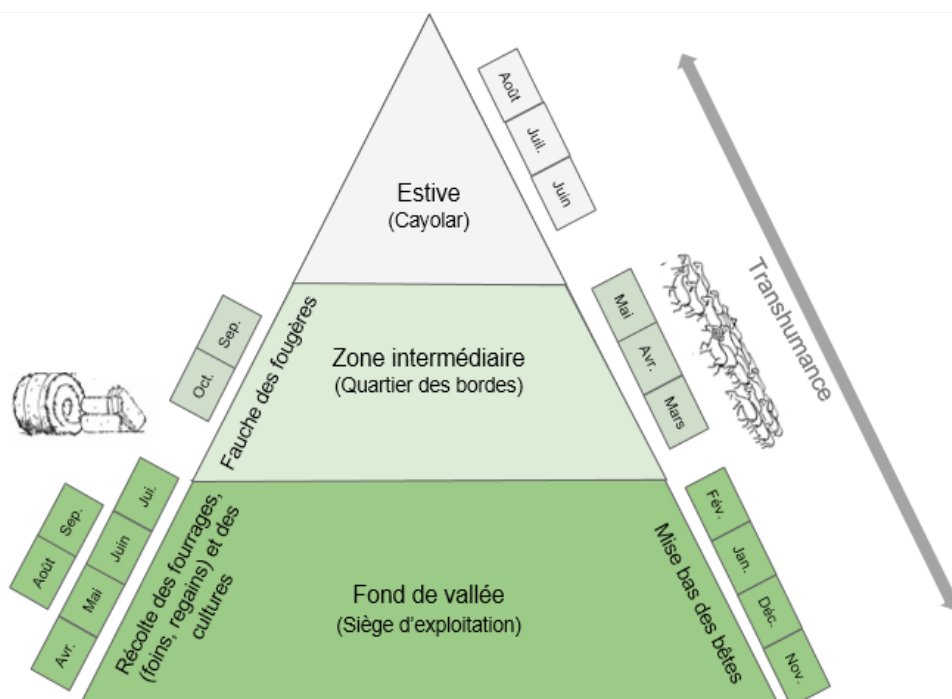 Août
Juil.
Juin
Estive
(Cayolar)
Transhumance
Mai
Avr.
Mars
Sep.
Oct.
Fauche des fougères
Zone intermédiaire
(Quartier des bordes)
Sep.
Août
Jui.
Juin
Mai
Avr.
Récolte des fourrages,
(foins, regains) et des
cultures
Fond de vallée
(Siège d'exploitation)
Mise bas des bêtes
Fév.
Jan.
Déc.
Nov.